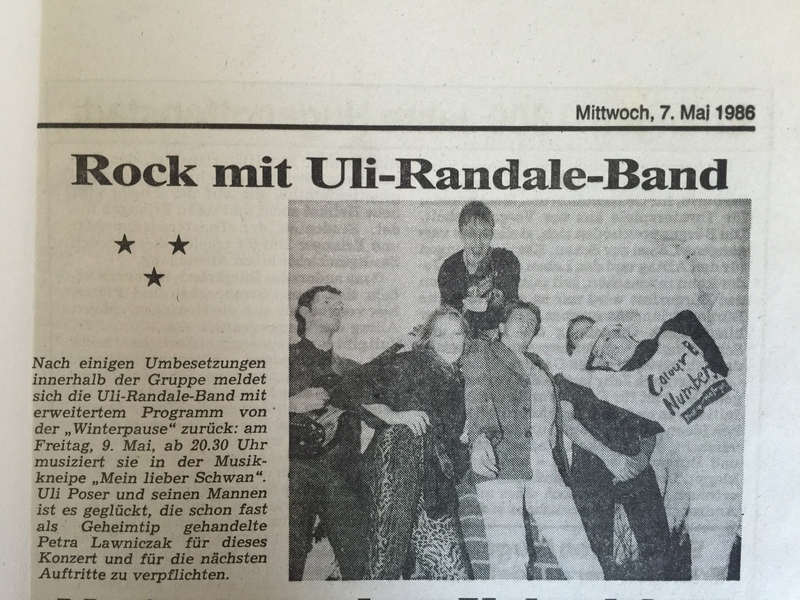 Mittwoch, 7. Mai 1986
Rock mit Uli-Randale-Band
Nach einigen Umbesetzungen
innerhalb der Gruppe meldet
sich die Uli-Randale-Band mit
erweitertem Programm von
der „Winterpause“ zurück: am
Freitag, 9. Mai, ab 20.30 Uhr
musiziert sie in der Musik-
kneipe „Mein lieber Schwan“.
Uli Poser und seinen Mannen
ist es geglückt, die schon fast
als Geheimtip gehandelte
Petra Lawniczak für dieses
Konzert und für die nächsten
Auftritte zu verpflichten.
Colour
Number